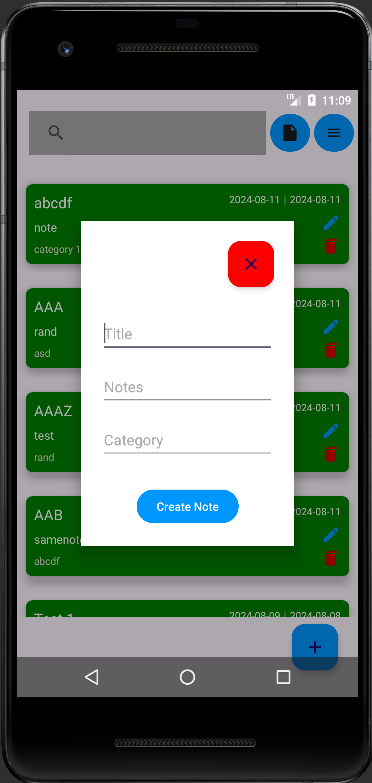 LTE 11:09
abcdf 2024-08-11 | 2024-08-11
note
category 1
AAA 2024-08-11
rand
asd
AAAZ 2024-08-11
test
rand
AAB 2024-08-11
samenot
abcdf
Title
Notes
Category
Create Note
Test 1 2024-08-09 | 2024-08-08